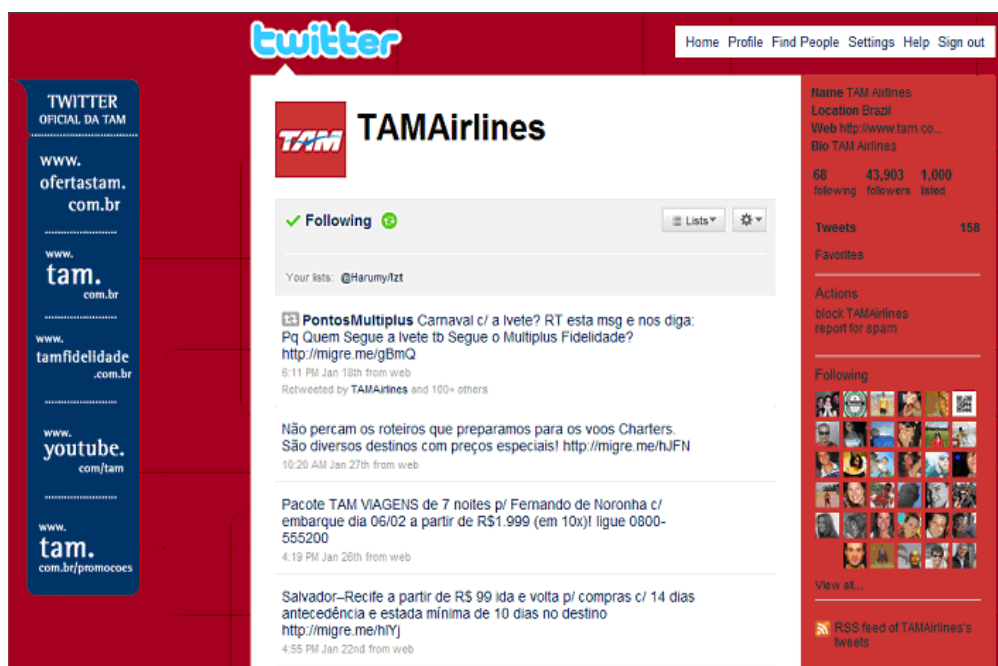 twitter
Home Profile Find People Settings Help Sign out
TWITTER
OFICIAL DA TAM
www.
ofertastam.
com.br
www.
tam.
com.br
www.
tamfidelidade
.com.br
www.
youtube.
com/tam
www.
tam.
com.br/promocoes
TAM
TAMAirlines
Following
Lists
Your lists: @Harumy/tzt
PontosMultiplus Carnaval c/ a Ivete? RT esta msg e nos diga:
Pq Quem Segue a Ivete tb Segue o Multiplus Fidelidade?
http://migre.me/gBmQ
6:11 PM Jan 18th from web
Retweeted by TAMAirlines and 100+ others
Não percam os roteiros que preparamos para os voos Charters.
São diversos destinos com preços especiais! http://migre.me/hJFN
10:20 AM Jan 27th from web
Pacote TAM VIAGENS de 7 noites p/ Fernando de Noronha c/
embarque dia 06/02 a partir de R$1.999 (em 10x)! ligue 0800-
555200
4:19 PM Jan 26th from web
Salvador–Recife a partir de R$ 99 ida e volta p/ compras c/ 14 dias
antecedência e estada mínima de 10 dias no destino
http://migre.me/hlYj
4:55 PM Jan 22nd from web
Name TAM Airlines
Location Brazil
Web http://www.tam.co...
Bio TAM Airlines
68 43,903 1,000
following followers listed
Tweets 158
Favorites
Actions
block TAMAirlines
report for spam
Following
View all...
RSS feed of TAMAirlines's
tweets